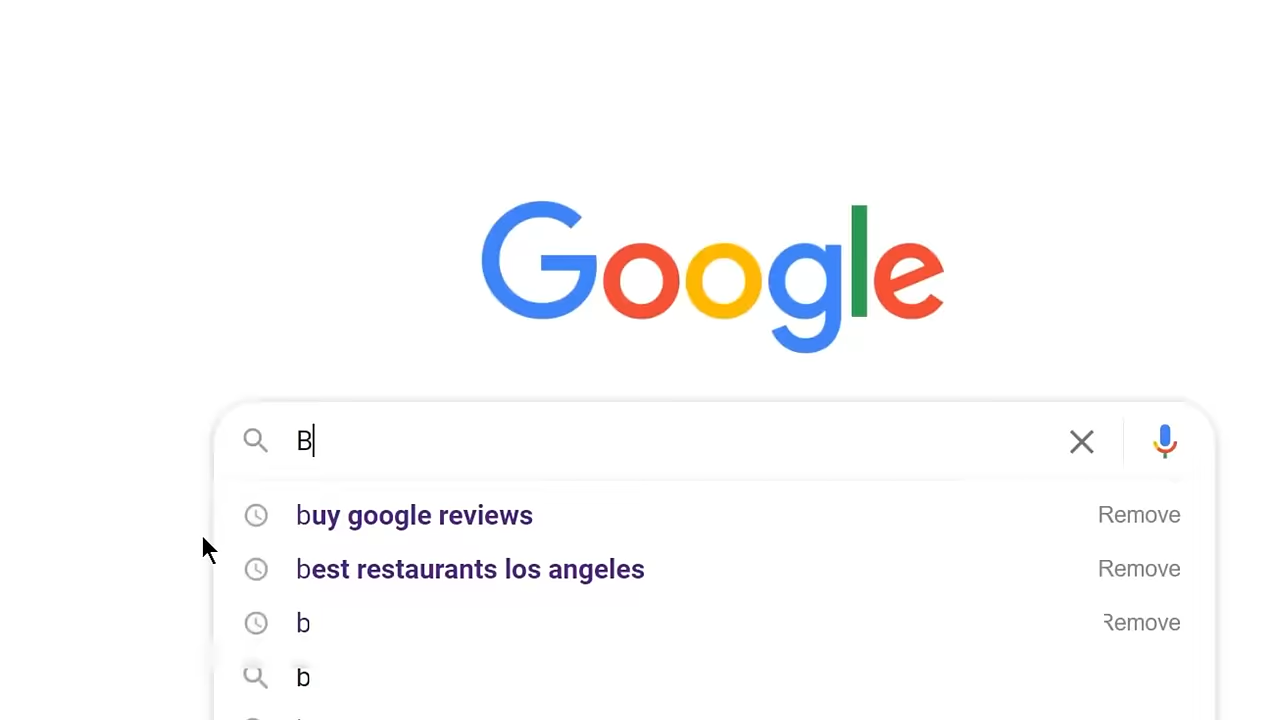 Google
B
buy google reviews
Remove
best restaurants los angeles
Remove
b
Remove
b